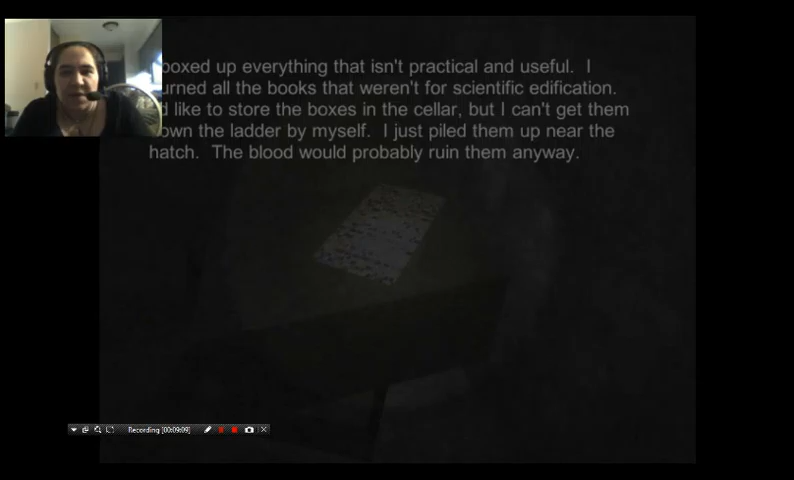 boxed up everything that isn't practical and useful. I
urned all the books that weren't for scientific edification.
d like to store the boxes in the cellar, but I can't get them
own the ladder by myself. I just piled them up near the
hatch. The blood would probably ruin them anyway.
Recording [00:09:09]